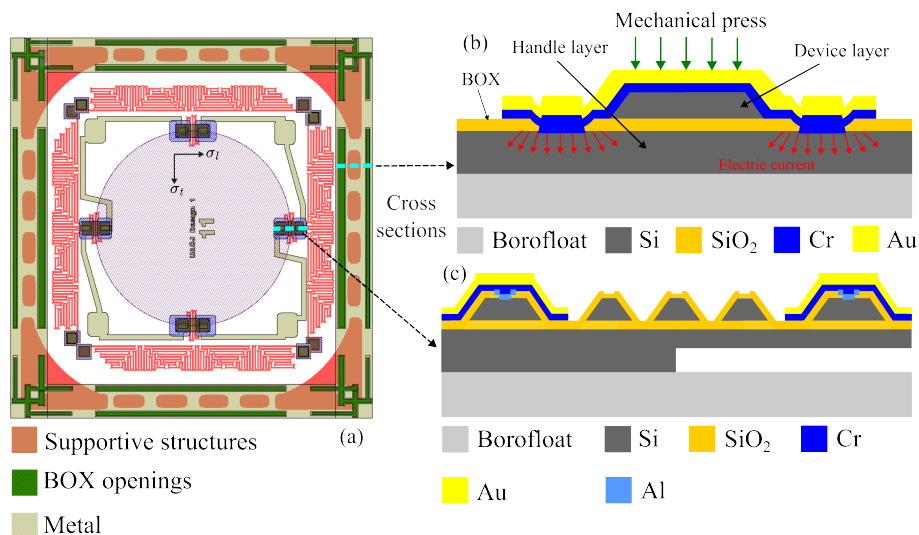 Mechanical press
(b)
Handle layer
Device layer
BOX
Electric current
σl
σt
11
Cross
sections
Borofloat
Si
SiO2
Cr
Au
(c)
(a)
Supportive structures
BOX openings
Metal
Borofloat
Si
SiO2
Cr
Au
Al